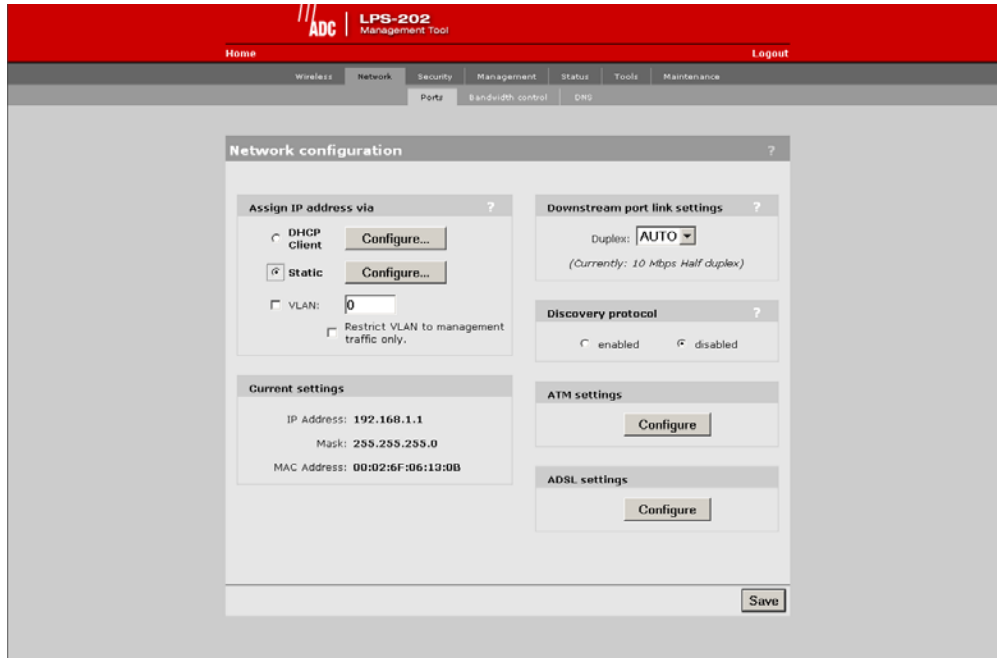 ADC
LPS-202
Management Tool
Home
Logout
Wireless Network Security Management Status Tools Maintenance
Ports Bandwidth control DNS
Network configuration ?
Assign IP address via ?
DHCP Client Configure...
Static Configure...
VLAN: 0
Restrict VLAN to management
traffic only.
Current settings
IP Address: 192.168.1.1
Mask: 255.255.255.0
MAC Address: 00:02:6F:06:13:0B
Downstream port link settings ?
Duplex: AUTO
(Currently: 10 Mbps Half duplex)
Discovery protocol ?
enabled disabled
ATM settings
Configure
ADSL settings
Configure
Save